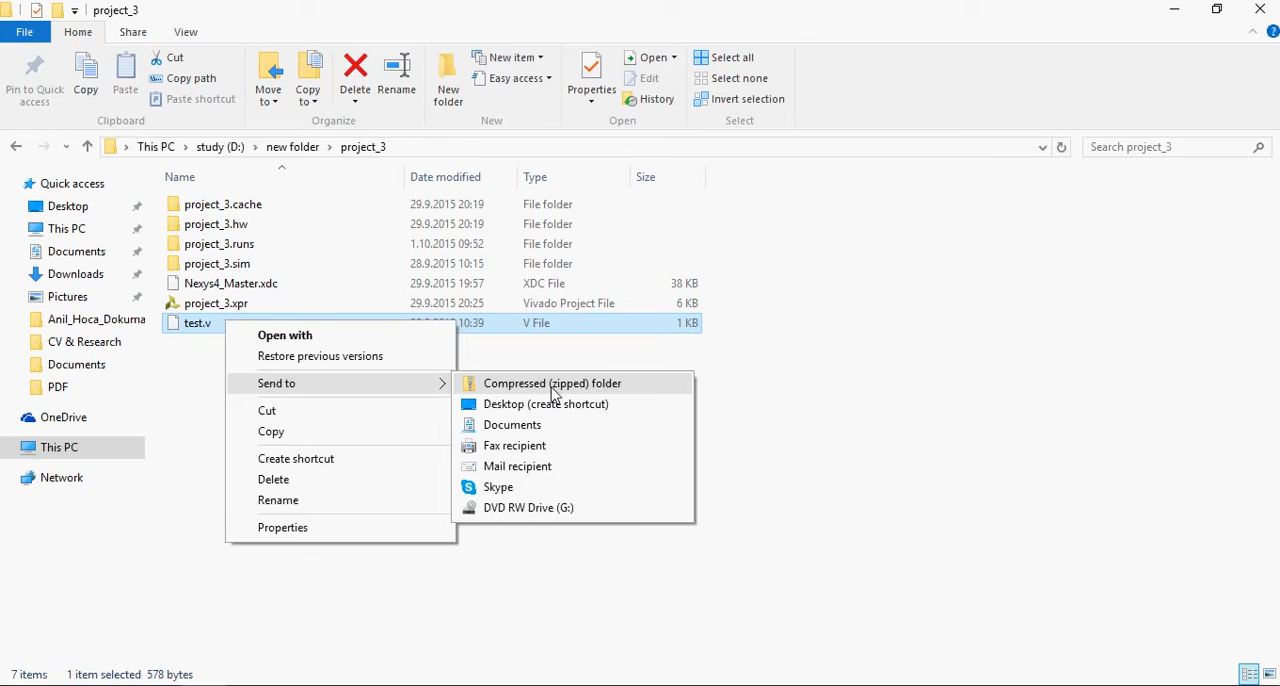 project_3
File Home Share View
Pin to Quick access
Copy
Paste
Cut
Copy path
Paste shortcut
Clipboard
Move to
Copy to
Delete
Rename
Organize
New folder
New item
Easy access
New
Properties
Open
Edit
History
Open
Select all
Select none
Invert selection
Select
This PC study (D:) new folder project_3
Search project_3
Name Date modified Type Size
Quick access
Desktop
This PC
Documents
Downloads
Pictures
Anil_Hoca_Dokuma
CV & Research
Documents
PDF
OneDrive
This PC
Network
project_3.cache 29.9.2015 20:19 File folder
project_3.hw 29.9.2015 20:19 File folder
project_3.runs 1.10.2015 09:52 File folder
project_3.sim 28.9.2015 10:15 File folder
Nexys4_Master.xdc 29.9.2015 19:57 XDC File 38 KB
project_3.xpr 29.9.2015 20:25 Vivado Project File 6 KB
test.v 10:39 V File 1 KB
Open with
Restore previous versions
Send to
Cut
Copy
Create shortcut
Delete
Rename
Properties
Compressed (zipped) folder
Desktop (create shortcut)
Documents
Fax recipient
Mail recipient
Skype
DVD RW Drive (G:)
7 items 1 item selected 578 bytes